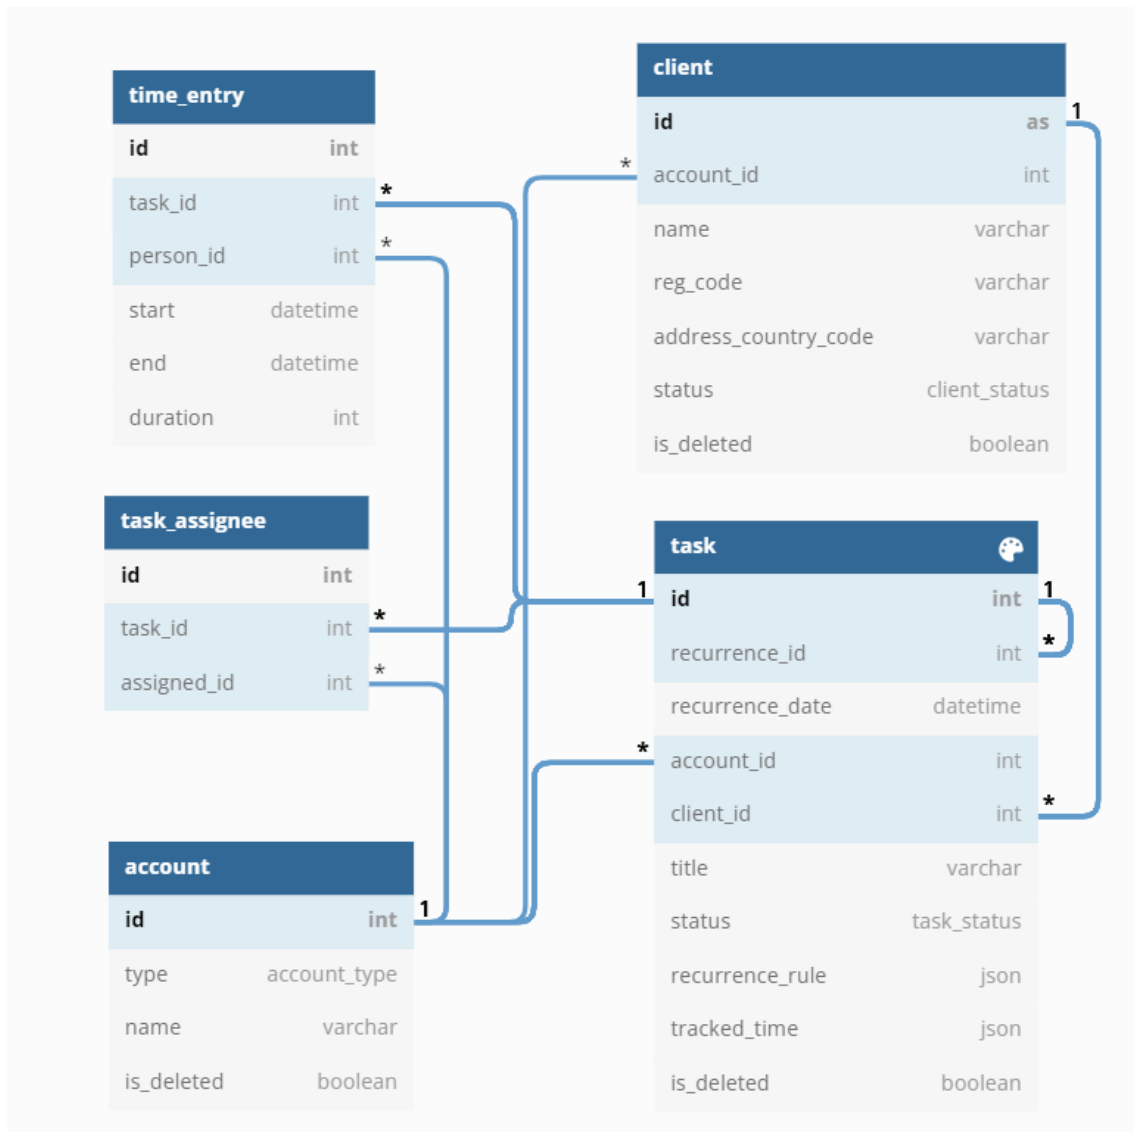 time_entry
id int
task_id int *
person_id int *
start datetime
end datetime
duration int
client
id as 1
* account_id int
name varchar
reg_code varchar
address_country_code varchar
status client_status
is_deleted boolean
task_assignee
id int
task_id int *
assigned_id int *
task
1 id int 1
recurrence_id int *
recurrence_date datetime
* account_id int
client_id int *
title varchar
status task_status
recurrence_rule json
tracked_time json
is_deleted boolean
account
id int 1
type account_type
name varchar
is_deleted boolean